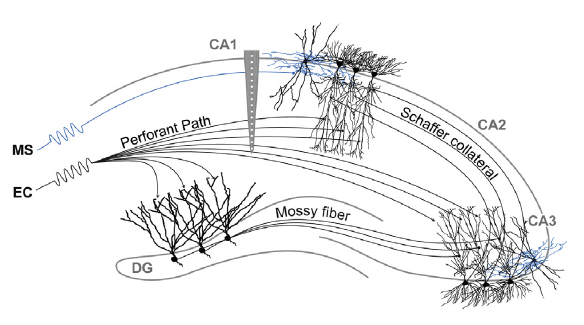 CA1
Perforant Path
MS
EC
Schaffer collateral
CA2
Mossy fiber
CA3
DG